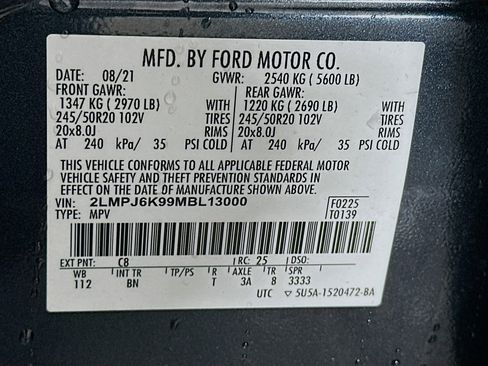 MFD. BY FORD MOTOR CO.
DATE: 08/21 GVWR: 2540 KG ( 5600 LB)
FRONT GAWR: REAR GAWR:
1347 KG ( 2970 LB) WITH 1220 KG ( 2690 LB) WITH
245/50R20 102V TIRES 245/50R20 102V TIRES
20x8.0J RIMS 20x8.0J RIMS
AT 240 kPa/ 35 PSI COLD AT 240 kPa/ 35 PSI COLD
THIS VEHICLE CONFORMS TO ALL APPLICABLE FEDERAL MOTOR
VEHICLE SAFETY AND THEFT PREVENTION STANDARDS
IN EFFECT ON THE DATE OF MANUFACTURE SHOWN ABOVE.
VIN: 2LMPJ6K99MBL13000 F0225
TYPE: MPV T0139
EXT PNT: C8 RC: 25 DSO:
WB INT TR TP/PS R AXLE TR SPR
112 BN T 3A 8 3333
UTC 5U5A-1520472-BA